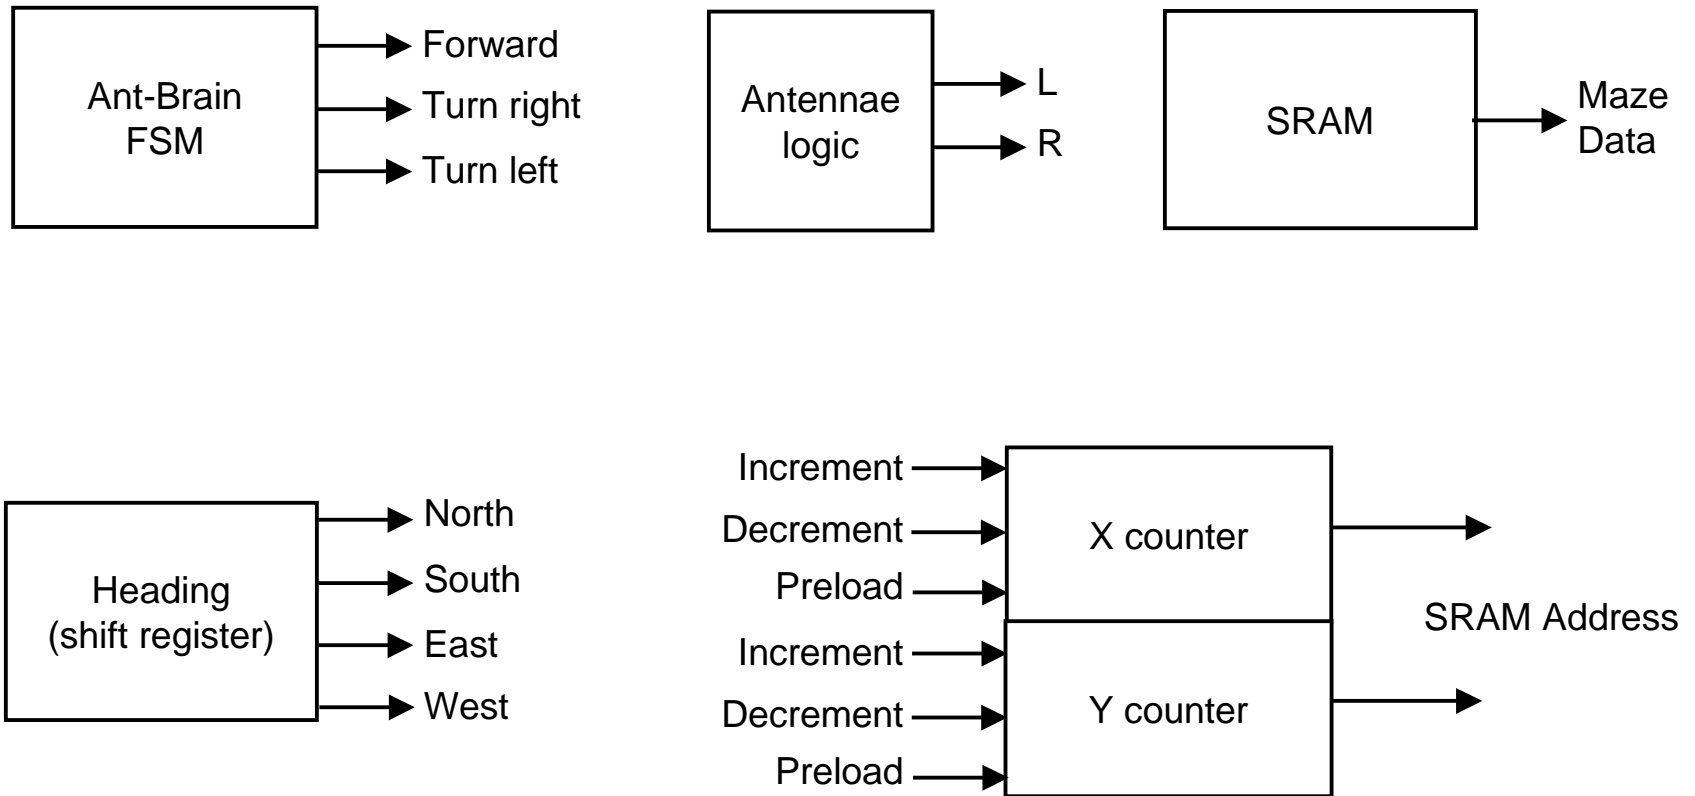 Ant-Brain
FSM
Forward
Turn right
Turn left
Antennae
logic
L
R
SRAM
Maze
Data
Heading
(shift register)
North
South
East
West
Increment
Decrement
Preload
X counter
Increment
Decrement
Preload
Y counter
SRAM Address